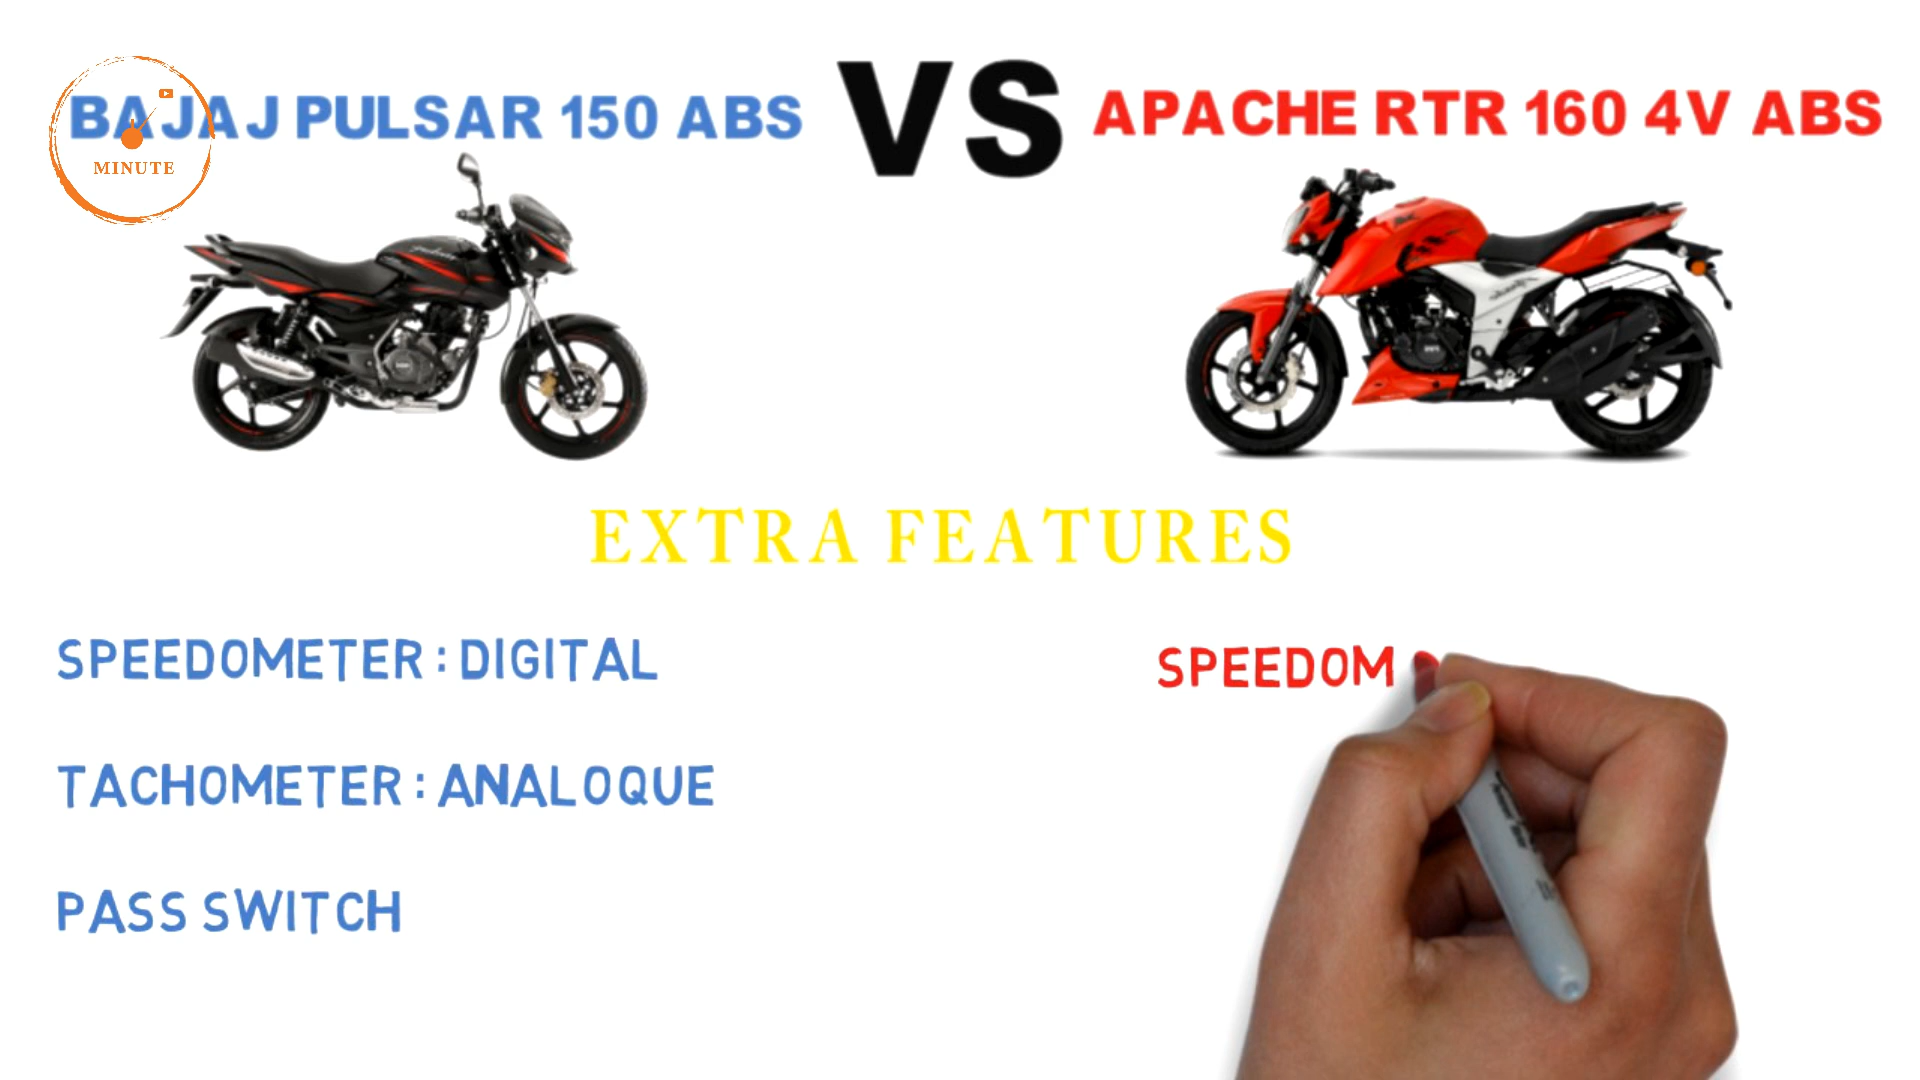 BAJAJ PULSAR 150 ABS
VS
APACHE RTR 160 4V ABS
MINUTE
EXTRA FEATURES
SPEEDOMETER : DIGITAL
SPEEDOM
TACHOMETER : ANALOQUE
PASS SWITCH